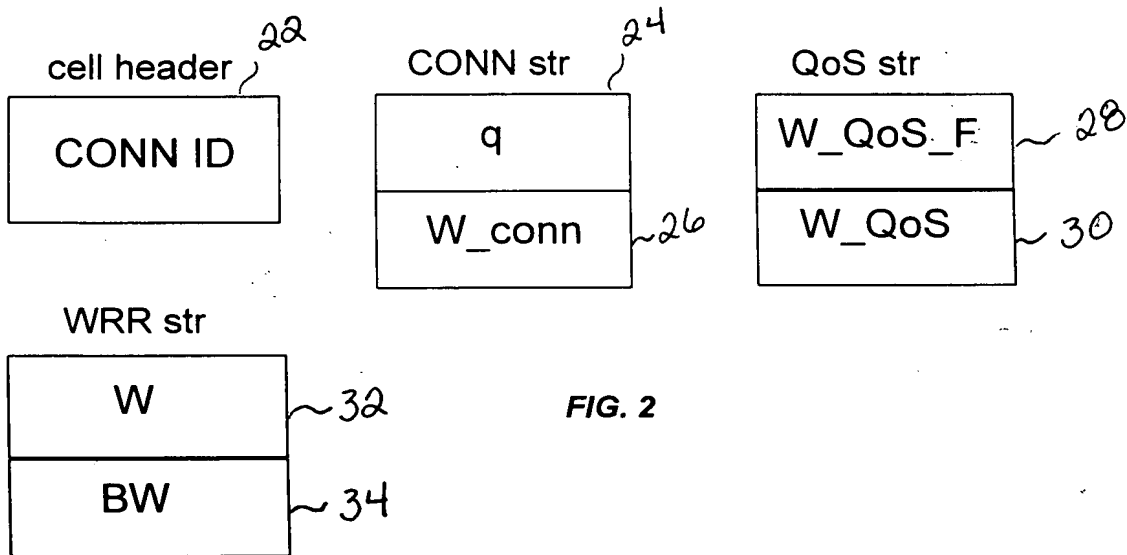 cell header 22
CONN ID
CONN str 24
q
W_conn 26
QoS str
W_QoS_F 28
W_QoS 30
WRR str
W 32
BW 34
FIG. 2